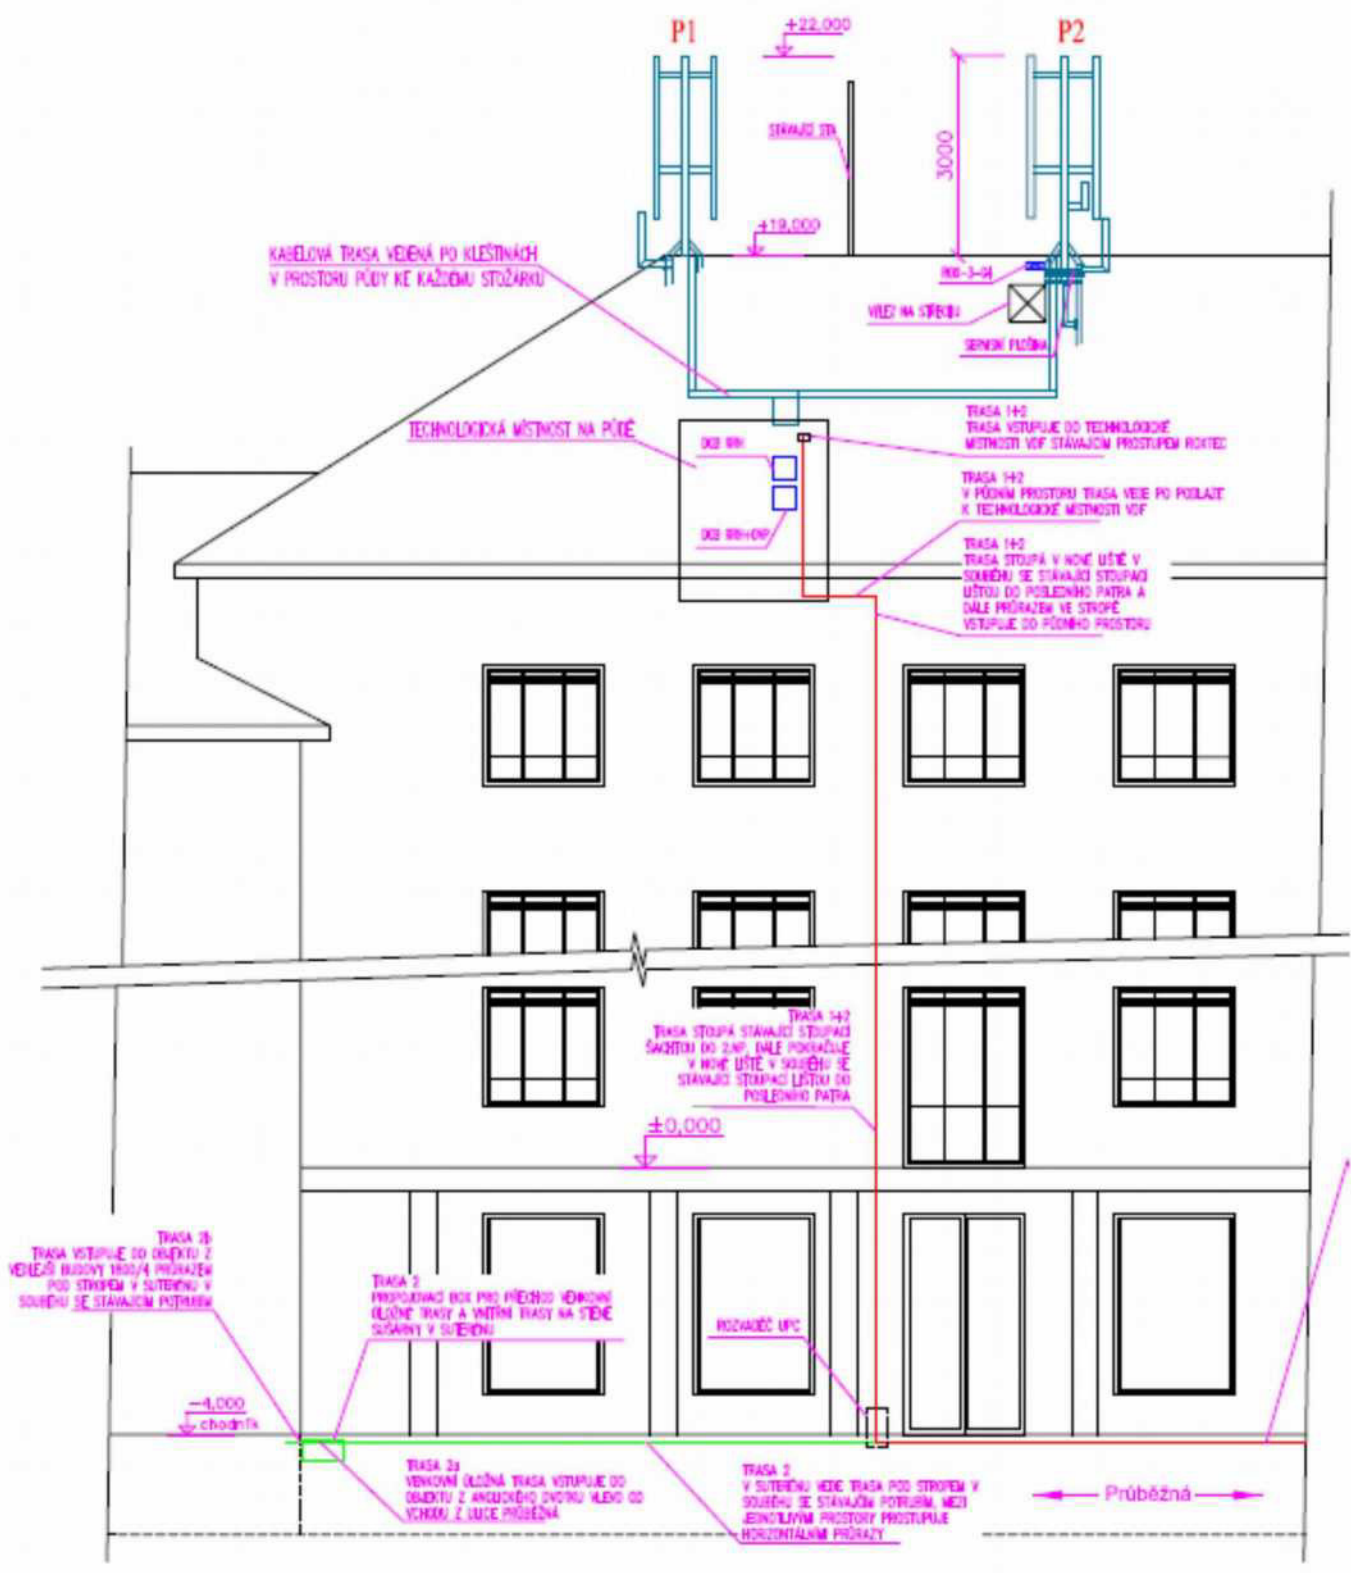 P1
+22,000
P2
STÁVAJÍCÍ STA
3000
+19,000
KABELOVÁ TRASA VEDENÁ PO KLEŠTINÁCH
V PROSTORU PŮDY KE KAŽDÉMU STOŽÁRKU
VÝLEZ NA STŘECHU
SERVISNÍ PLOŠINA
TECHNOLOGICKÁ MÍSTNOST NA PŮDĚ
TRASA 1+2
TRASA VSTUPUJE DO TECHNOLOGICKÉ
MÍSTNOSTI VDF STÁVAJÍCÍM PROSTUPEM ROXTEC
TRASA 1+2
V PŮDNÍM PROSTORU TRASA VEDE PO PODLAZE
K TECHNOLOGICKÉ MÍSTNOSTI VDF
TRASA 1+2
TRASA STOUPÁ V NOVÉ LIŠTĚ V
SOUBĚHU SE STÁVAJÍCÍ STOUPACÍ
LIŠTOU DO POSLEDNÍHO PATRA A
DÁLE PRŮRAZEM VE STROPĚ
VSTUPUJE DO PŮDNÍHO PROSTORU
TRASA 1+2
TRASA STOUPÁ STÁVAJÍCÍ STOUPACÍ
ŠACHTOU DO 2.NP, DÁLE POKRAČUJE
V NOVÉ LIŠTĚ V SOUBĚHU SE
STÁVAJÍCÍ STOUPACÍ LIŠTOU DO
POSLEDNÍHO PATRA
±0,000
TRASA 2b
TRASA VSTUPUJE DO OBJEKTU Z
VEDLEJŠÍ BUDOVY 1800/4 PRŮRAZEM
POD STROPEM V SUTERÉNU V
SOUBĚHU SE STÁVAJÍCÍM POTRUBÍM
TRASA 2
PROPOJOVACÍ BOX PRO PŘECHOD VENKOVNÍ
ÚLOŽNÉ TRASY A VNITŘNÍ TRASY NA STĚNĚ
SUŠÁRNY V SUTERÉNU
ROZVADĚČ UPC
-4,000
chodník
TRASA 2a
VENKOVNÍ ÚLOŽNÁ TRASA VSTUPUJE DO
OBJEKTU Z ANGLICKÉHO DVORKU VLEVO OD
VCHODU Z ULICE PRŮBĚŽNÁ
TRASA 2
V SUTERÉNU VEDE TRASA POD STROPEM V
SOUBĚHU SE STÁVAJÍCÍM POTRUBÍM, MEZI
JEDNOTLIVÝMI PROSTORY PROSTUPUJE
HORIZONTÁLNÍMI PRŮRAZY
Průběžná